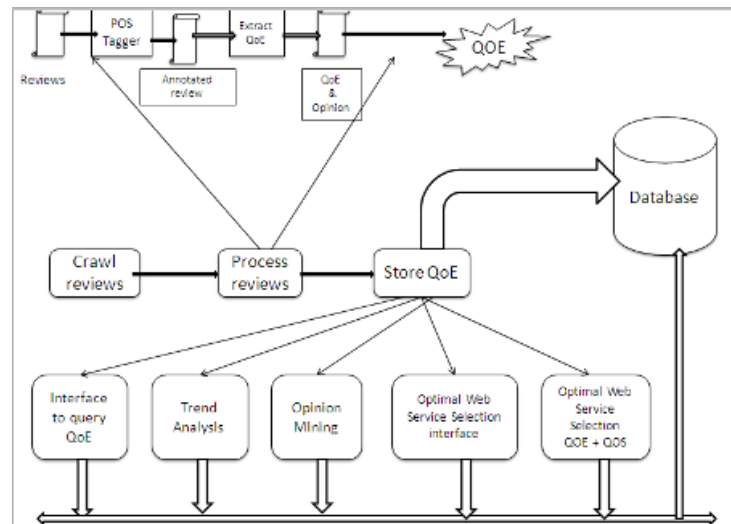 POS
Tagger
Extract
QoE
QOE
Reviews
Annotated
review
QoE
&
Opinion
Database
Crawl
reviews
Process
reviews
Store QoE
Interface
to query
QoE
Trend
Analysis
Opinion
Mining
Optimal Web
Service Selection
interface
Optimal Web
Service
Selection
QOE + QOS